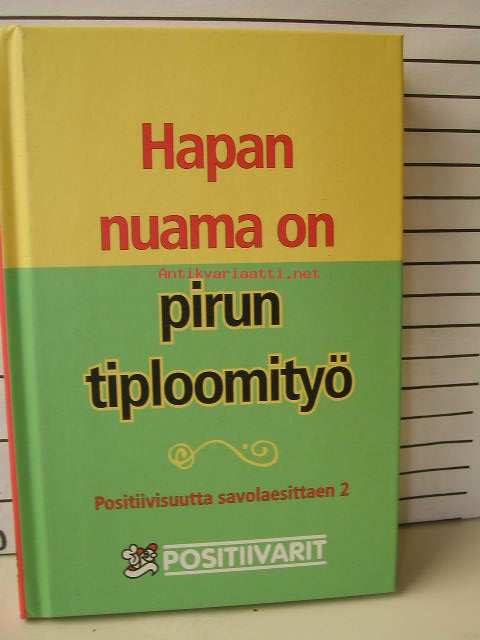 Hapan
nuama on
Antikvariaatti.net
pirun
tiploomityö
Positiivisuutta savolaesittaen 2
POSITIIVARIT